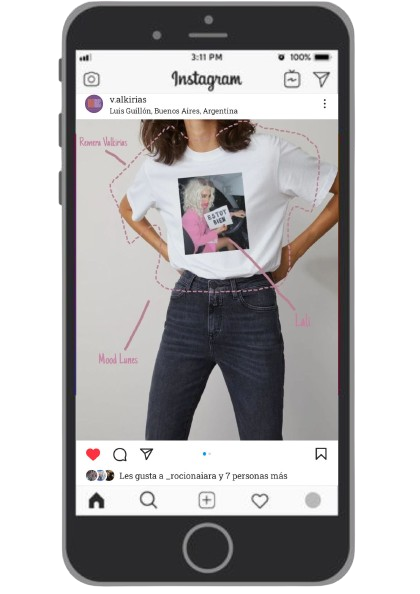 3:11 PM
100%
Instagram
v.alkirias
Luis Guillón, Buenos Aires, Argentina
Remera Valkirias
ESTOY
BIEN
Lali
Mood Lunes
Les gusta a _rocionaiara y 7 personas más